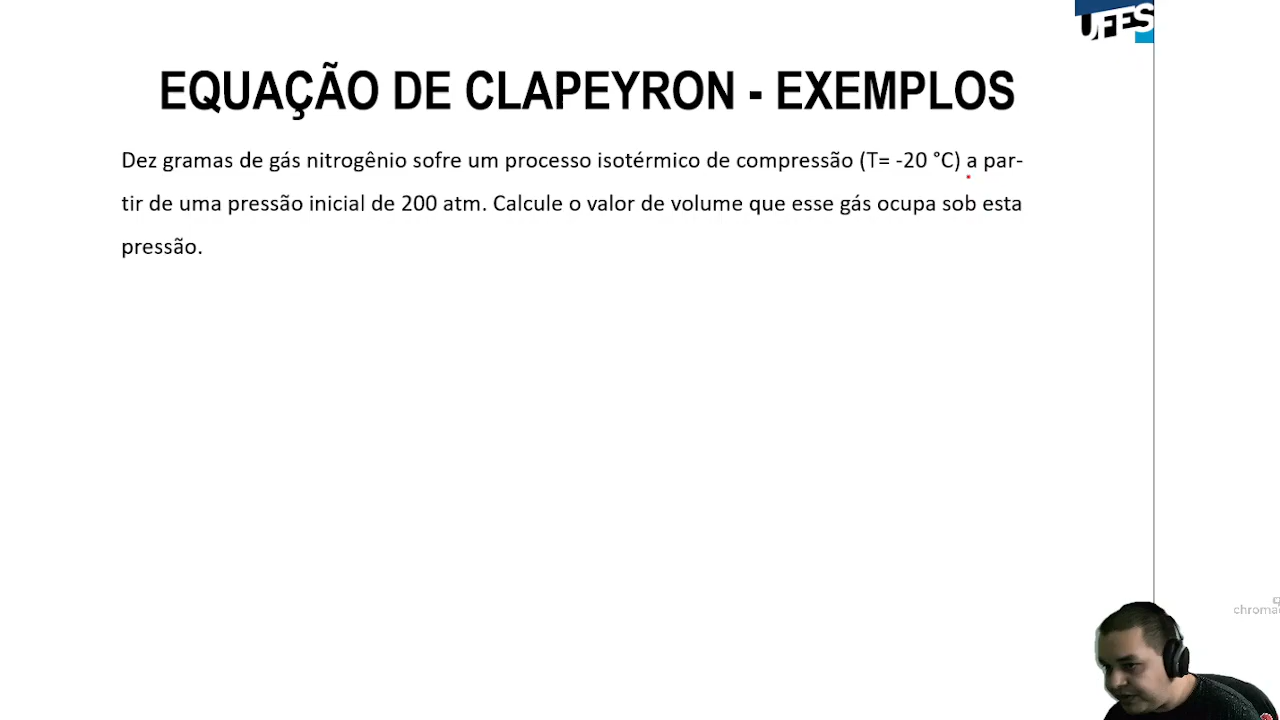 UFES
EQUAÇÃO DE CLAPEYRON - EXEMPLOS
Dez gramas de gás nitrogênio sofre um processo isotérmico de compressão (T= -20 °C) a par-
tir de uma pressão inicial de 200 atm. Calcule o valor de volume que esse gás ocupa sob esta
pressão.